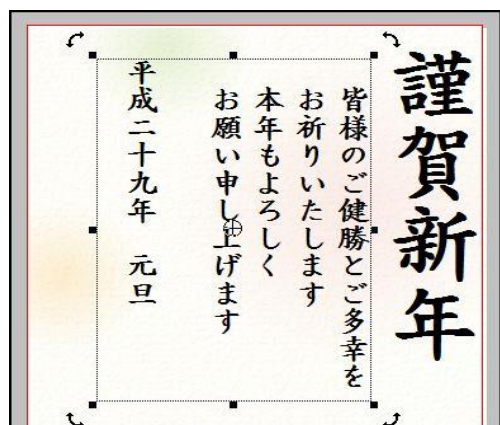 謹賀新年
皆様のご健勝とご多幸を
お祈りいたします
本年もよろしく
お願い申し上げます
平成二十九年　元旦